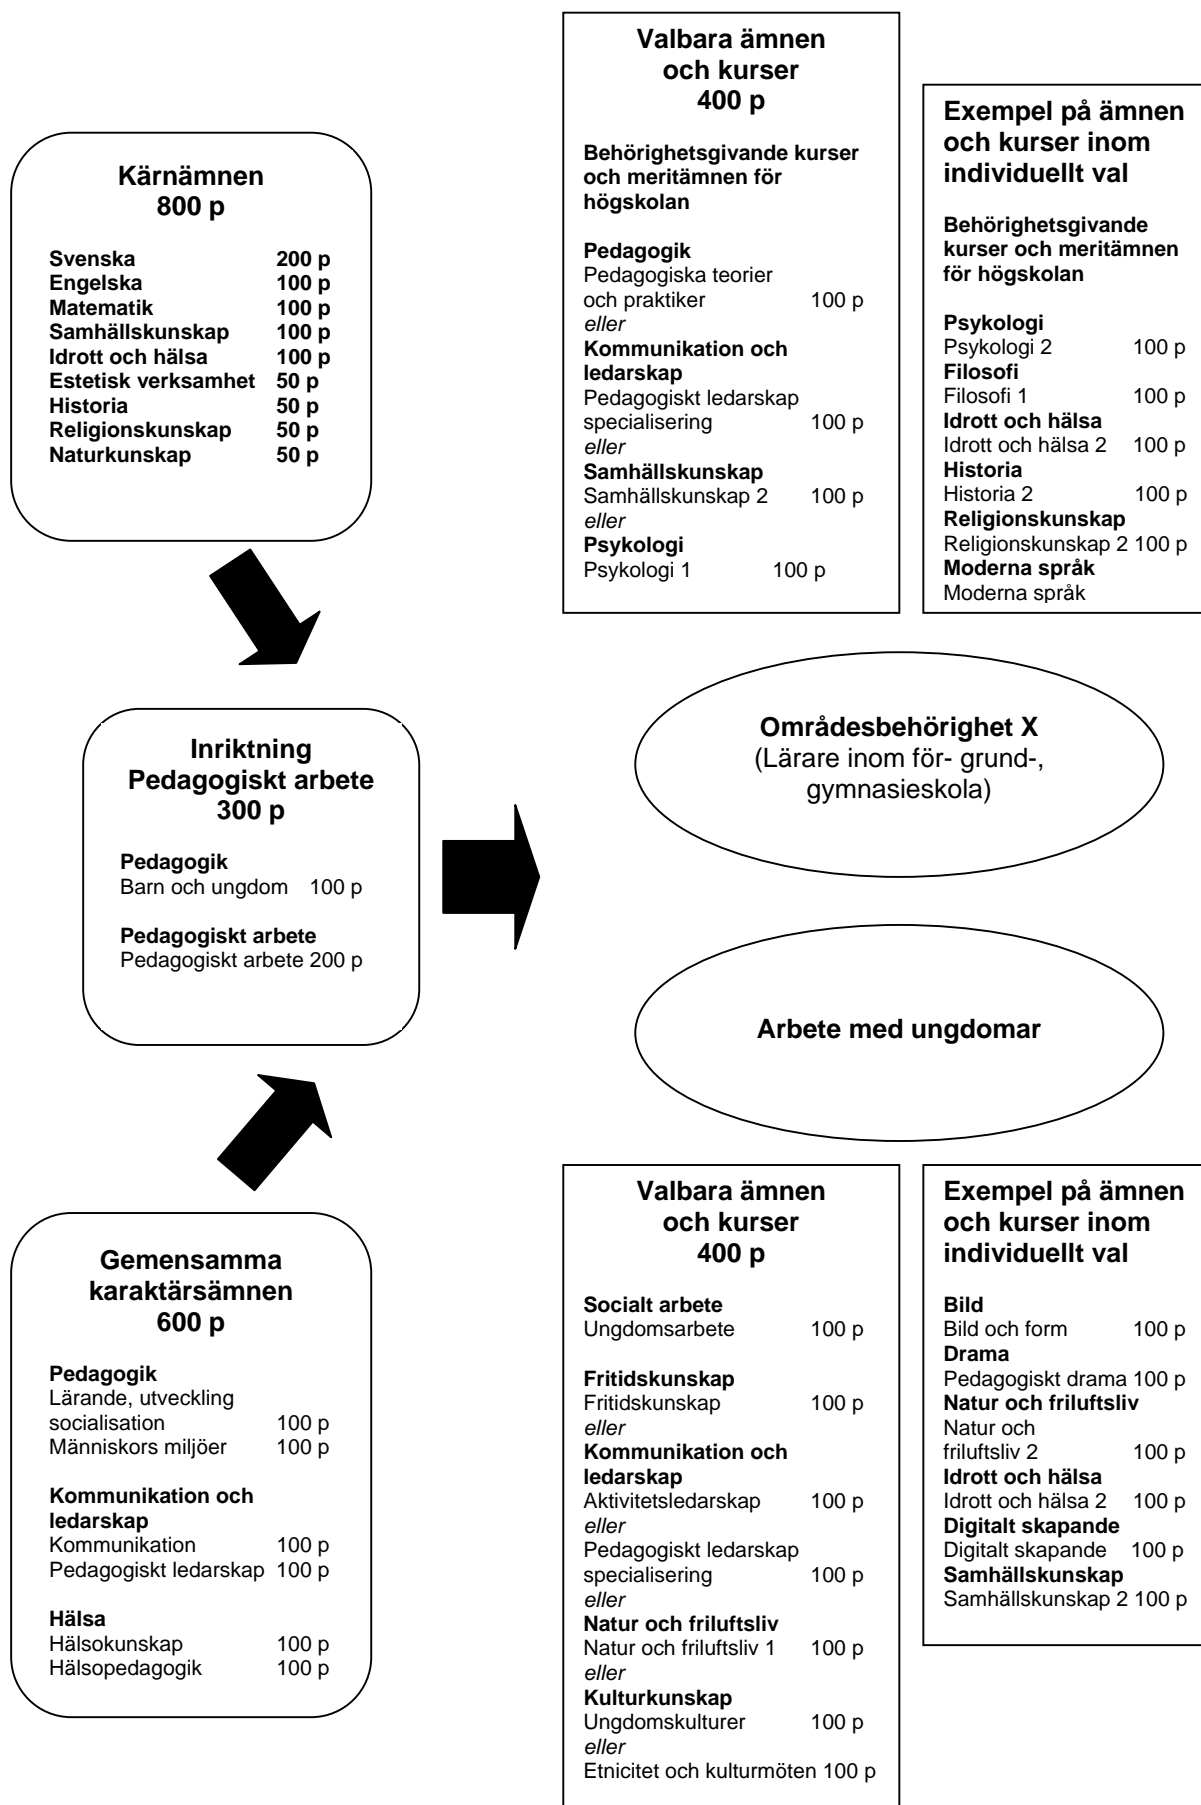 Kärnämnen
800 p
Svenska 200 p
Engelska 100 p
Matematik 100 p
Samhällskunskap 100 p
Idrott och hälsa 100 p
Estetisk verksamhet 50 p
Historia 50 p
Religionskunskap 50 p
Naturkunskap 50 p
Inriktning
Pedagogiskt arbete
300 p
Pedagogik
Barn och ungdom 100 p
Pedagogiskt arbete
Pedagogiskt arbete 200 p
Gemensamma
karaktärsämnen
600 p
Pedagogik
Lärande, utveckling
socialisation 100 p
Människors miljöer 100 p
Kommunikation och
ledarskap
Kommunikation 100 p
Pedagogiskt ledarskap 100 p
Hälsa
Hälsokunskap 100 p
Hälsopedagogik 100 p
Valbara ämnen
och kurser
400 p
Behörighetsgivande kurser
och meritämnen för
högskolan
Pedagogik
Pedagogiska teorier
och praktiker 100 p
eller
Kommunikation och
ledarskap
Pedagogiskt ledarskap
specialisering 100 p
eller
Samhällskunskap
Samhällskunskap 2 100 p
eller
Psykologi
Psykologi 1 100 p
Exempel på ämnen
och kurser inom
individuellt val
Behörighetsgivande
kurser och meritämnen
för högskolan
Psykologi
Psykologi 2 100 p
Filosofi
Filosofi 1 100 p
Idrott och hälsa
Idrott och hälsa 2 100 p
Historia
Historia 2 100 p
Religionskunskap
Religionskunskap 2 100 p
Moderna språk
Moderna språk
Områdesbehörighet X
(Lärare inom för- grund-,
gymnasieskola)
Arbete med ungdomar
Valbara ämnen
och kurser
400 p
Socialt arbete
Ungdomsarbete 100 p
Fritidskunskap
Fritidskunskap 100 p
eller
Kommunikation och
ledarskap
Aktivitetsledarskap 100 p
eller
Pedagogiskt ledarskap
specialisering 100 p
eller
Natur och friluftsliv
Natur och friluftsliv 1 100 p
eller
Kulturkunskap
Ungdomskulturer 100 p
eller
Etnicitet och kulturmöten 100 p
Exempel på ämnen
och kurser inom
individuellt val
Bild
Bild och form 100 p
Drama
Pedagogiskt drama 100 p
Natur och friluftsliv
Natur och
friluftsliv 2 100 p
Idrott och hälsa
Idrott och hälsa 2 100 p
Digitalt skapande
Digitalt skapande 100 p
Samhällskunskap
Samhällskunskap 2 100 p